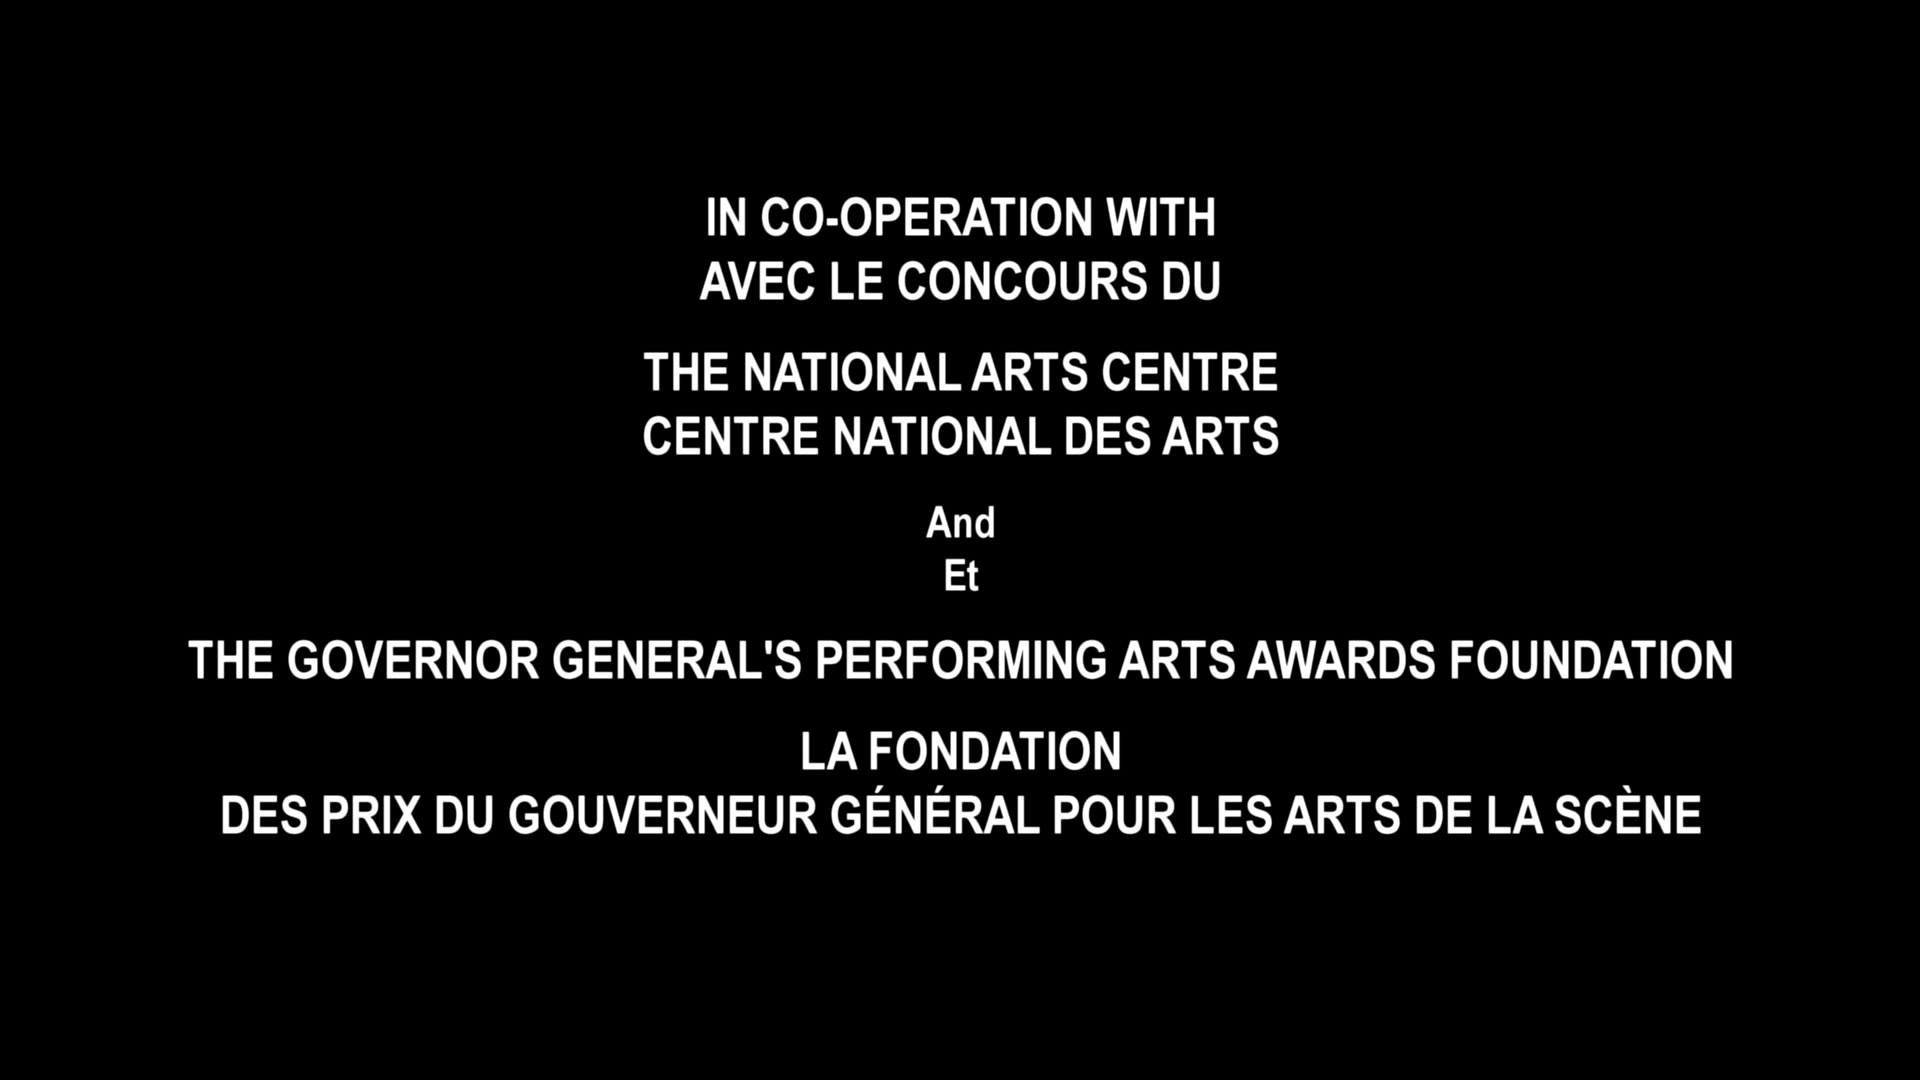 IN CO-OPERATION WITH
AVEC LE CONCOURS DU
THE NATIONAL ARTS CENTRE
CENTRE NATIONAL DES ARTS
And
Et
THE GOVERNOR GENERAL'S PERFORMING ARTS AWARDS FOUNDATION
LA FONDATION
DES PRIX DU GOUVERNEUR GÉNÉRAL POUR LES ARTS DE LA SCÈNE